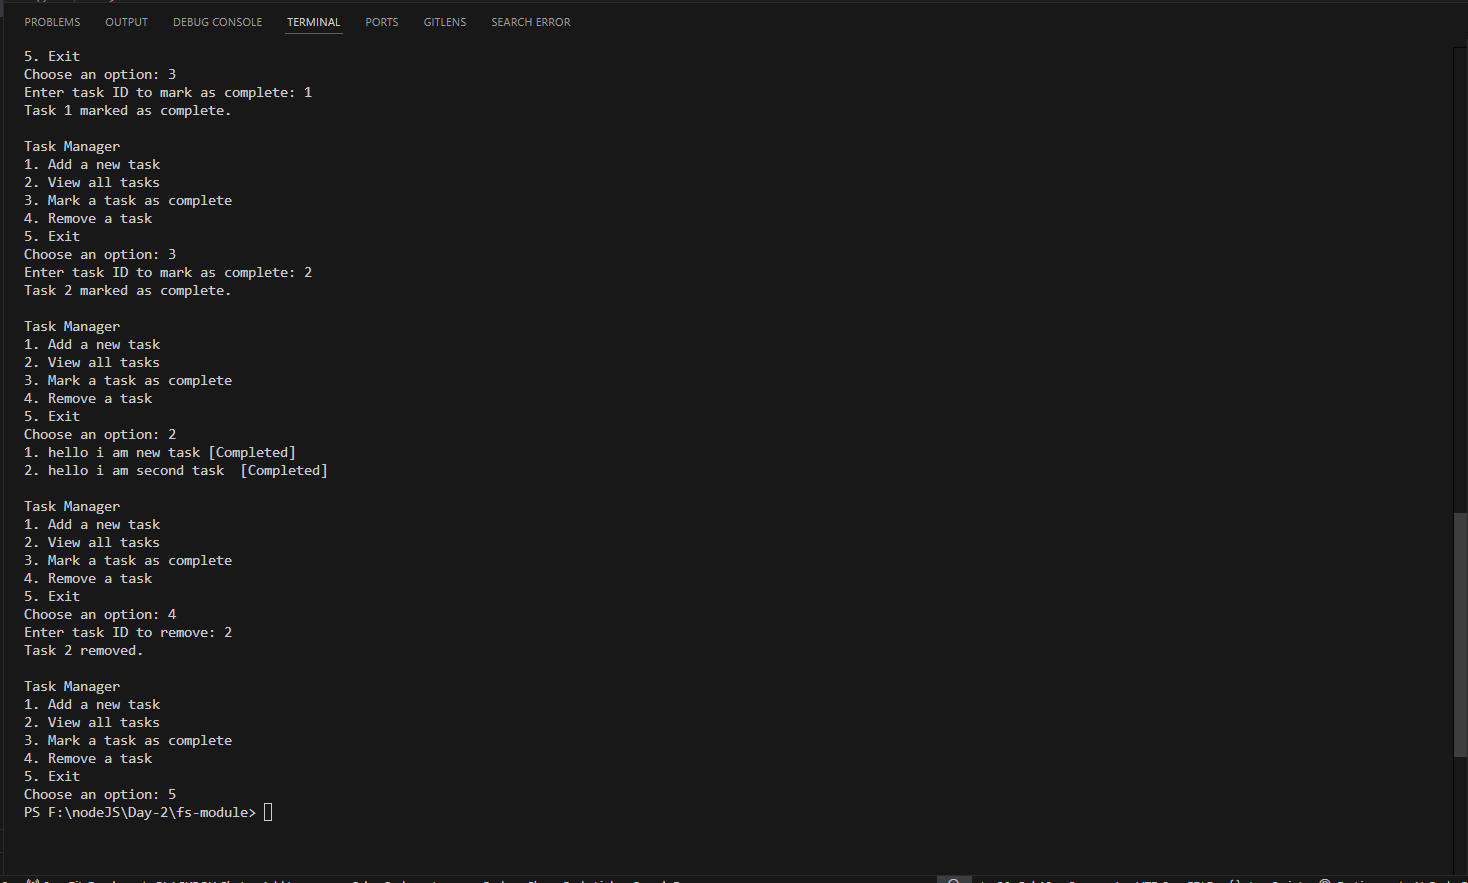 PROBLEMS OUTPUT DEBUG CONSOLE TERMINAL PORTS GITLENS SEARCH ERROR
5. Exit
Choose an option: 3
Enter task ID to mark as complete: 1
Task 1 marked as complete.
Task Manager
1. Add a new task
2. View all tasks
3. Mark a task as complete
4. Remove a task
5. Exit
Choose an option: 3
Enter task ID to mark as complete: 2
Task 2 marked as complete.
Task Manager
1. Add a new task
2. View all tasks
3. Mark a task as complete
4. Remove a task
5. Exit
Choose an option: 2
1. hello i am new task [Completed]
2. hello i am second task  [Completed]
Task Manager
1. Add a new task
2. View all tasks
3. Mark a task as complete
4. Remove a task
5. Exit
Choose an option: 4
Enter task ID to remove: 2
Task 2 removed.
Task Manager
1. Add a new task
2. View all tasks
3. Mark a task as complete
4. Remove a task
5. Exit
Choose an option: 5
PS F:\nodeJS\Day-2\fs-module>